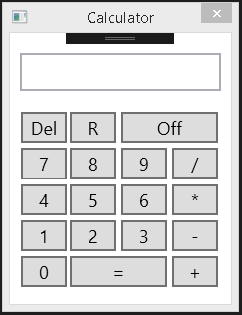 Calculator
Del R Off
7 8 9 /
4 5 6 *
1 2 3 -
0 = +